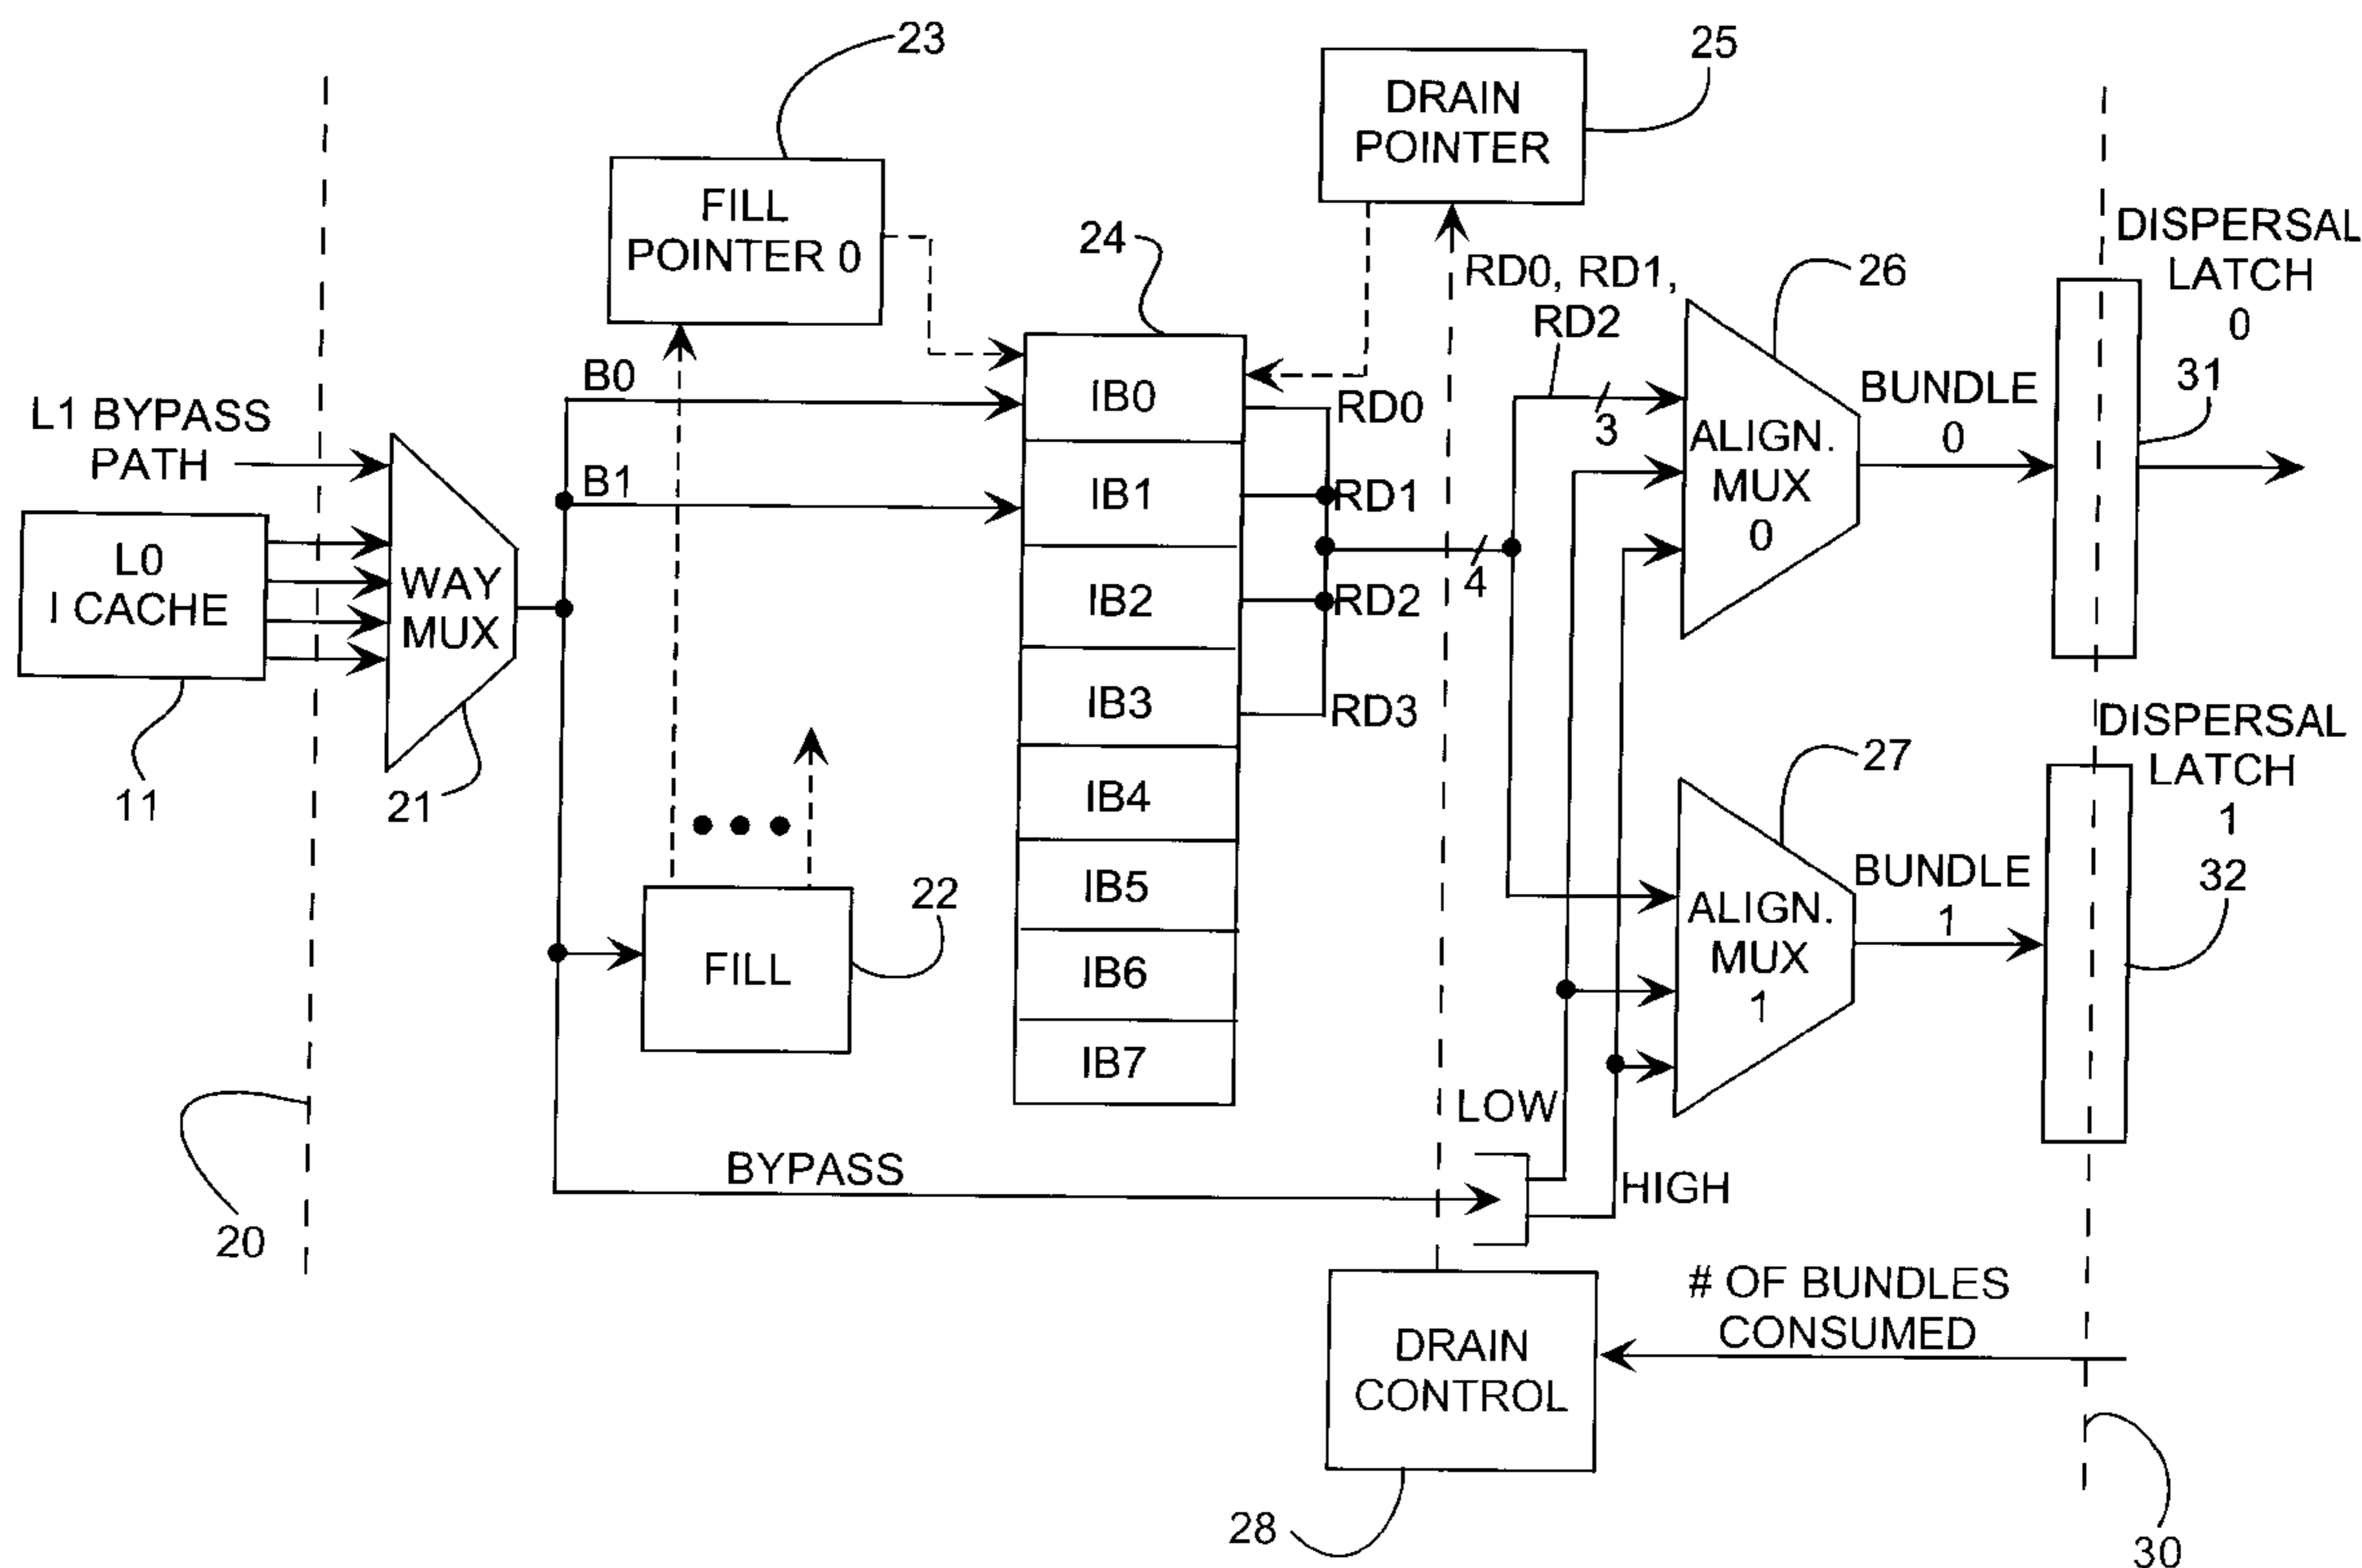 23
25
DRAIN
POINTER
FILL
POINTER 0
24
RD0, RD1,
RD2
26
DISPERSAL
LATCH
0
31
L1 BYPASS
PATH
B0
B1
L0
I CACHE
WAY
MUX
11
21
IB0
IB1
IB2
IB3
IB4
IB5
IB6
IB7
RD0
RD1
RD2
RD3
4
3
ALIGN.
MUX
0
BUNDLE
0
DISPERSAL
LATCH
1
32
27
ALIGN.
MUX
1
BUNDLE
1
22
FILL
20
BYPASS
LOW
HIGH
# OF BUNDLES
CONSUMED
DRAIN
CONTROL
28
30